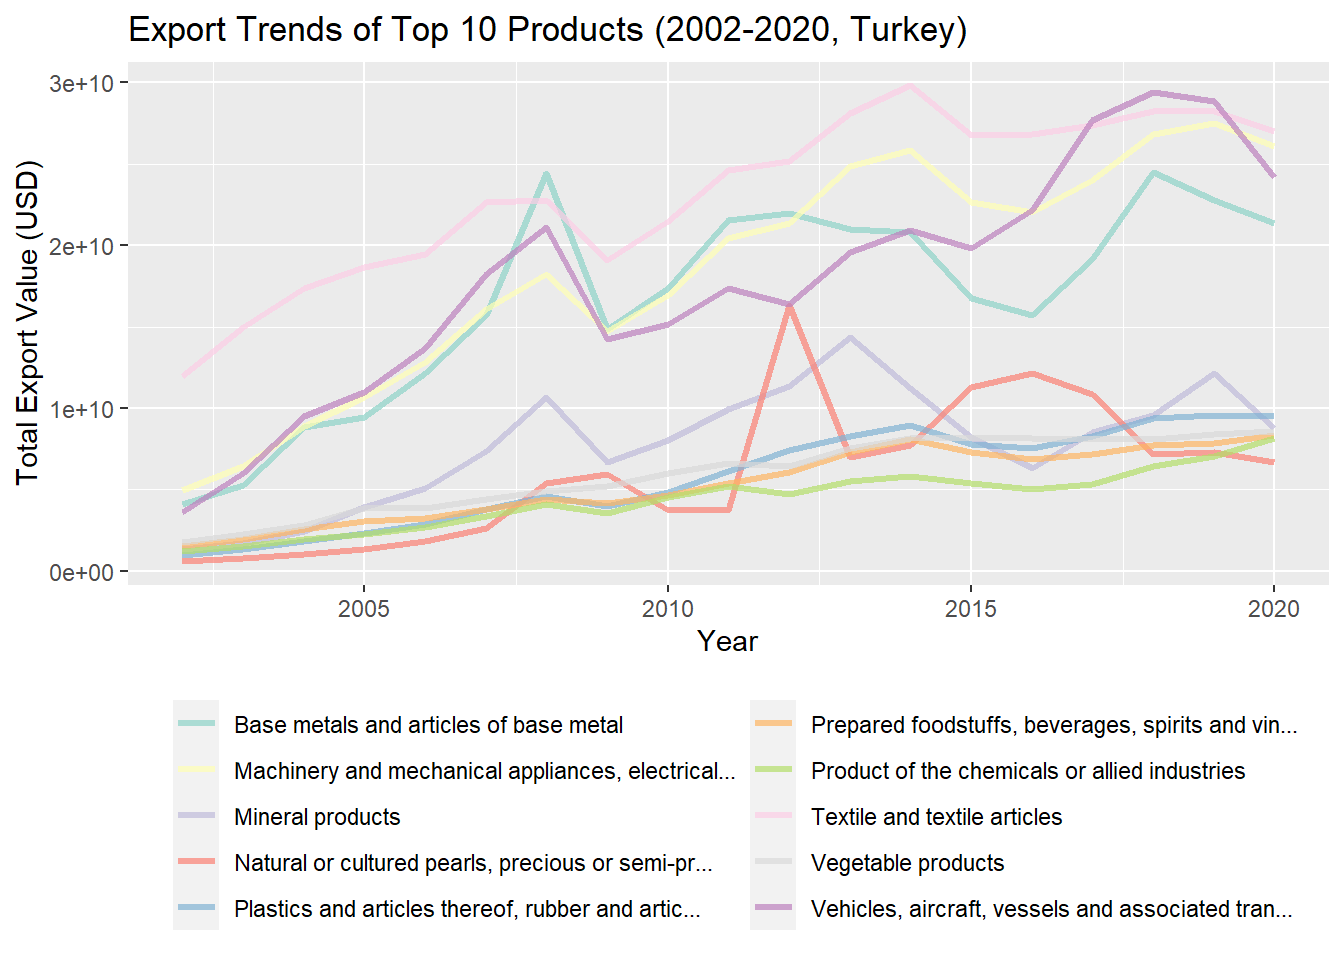 Export Trends of Top 10 Products (2002-2020, Turkey)
Total Export Value (USD)
3e+10
2e+10
1e+10
0e+00
2005 2010 2015 2020
Year
Base metals and articles of base metal
Machinery and mechanical appliances, electrical...
Mineral products
Natural or cultured pearls, precious or semi-pr...
Plastics and articles thereof, rubber and artic...
Prepared foodstuffs, beverages, spirits and vin...
Product of the chemicals or allied industries
Textile and textile articles
Vegetable products
Vehicles, aircraft, vessels and associated tran...